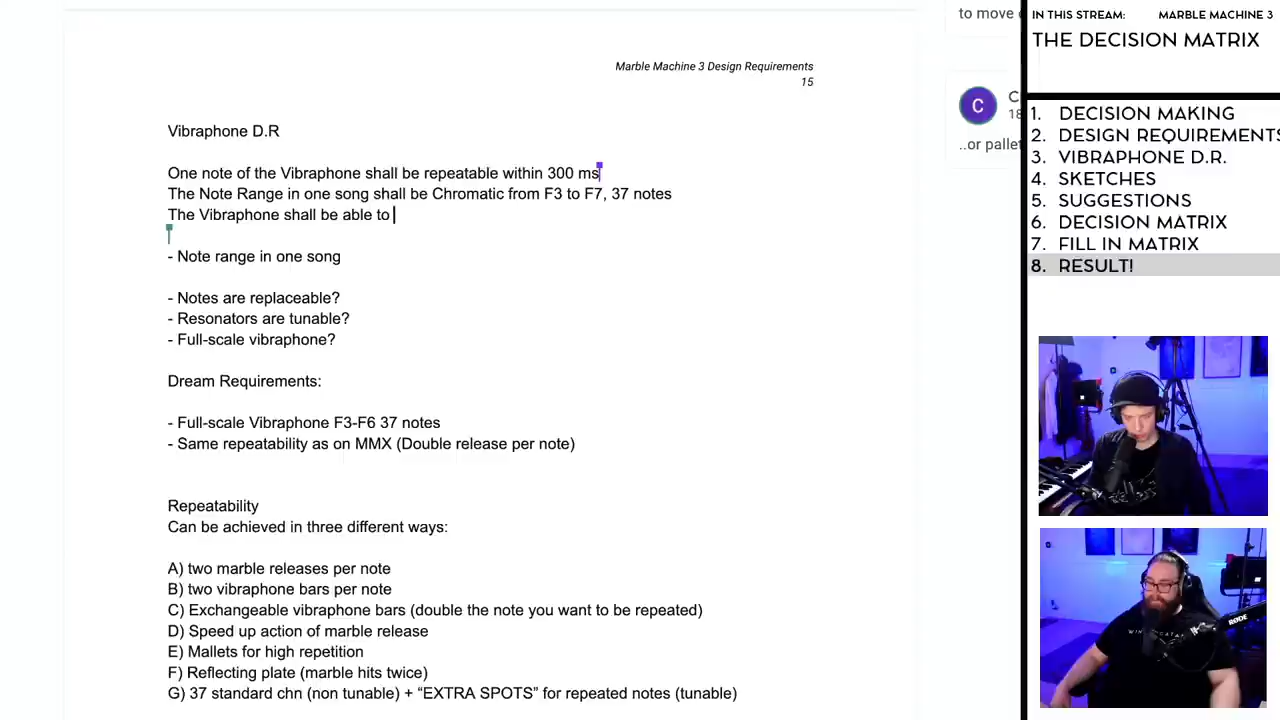 to move
IN THIS STREAM: MARBLE MACHINE 3
THE DECISION MATRIX
Marble Machine 3 Design Requirements
15
C
C
18
..or pallet
1. DECISION MAKING
2. DESIGN REQUIREMENTS
3. VIBRAPHONE D.R.
4. SKETCHES
5. SUGGESTIONS
6. DECISION MATRIX
7. FILL IN MATRIX
8. RESULT!
Vibraphone D.R
One note of the Vibraphone shall be repeatable within 300 ms
The Note Range in one song shall be Chromatic from F3 to F7, 37 notes
The Vibraphone shall be able to
- Note range in one song
- Notes are replaceable?
- Resonators are tunable?
- Full-scale vibraphone?
Dream Requirements:
- Full-scale Vibraphone F3-F6 37 notes
- Same repeatability as on MMX (Double release per note)
Repeatability
Can be achieved in three different ways:
A) two marble releases per note
B) two vibraphone bars per note
C) Exchangeable vibraphone bars (double the note you want to be repeated)
D) Speed up action of marble release
E) Mallets for high repetition
F) Reflecting plate (marble hits twice)
G) 37 standard chn (non tunable) + “EXTRA SPOTS” for repeated notes (tunable)
RØDE